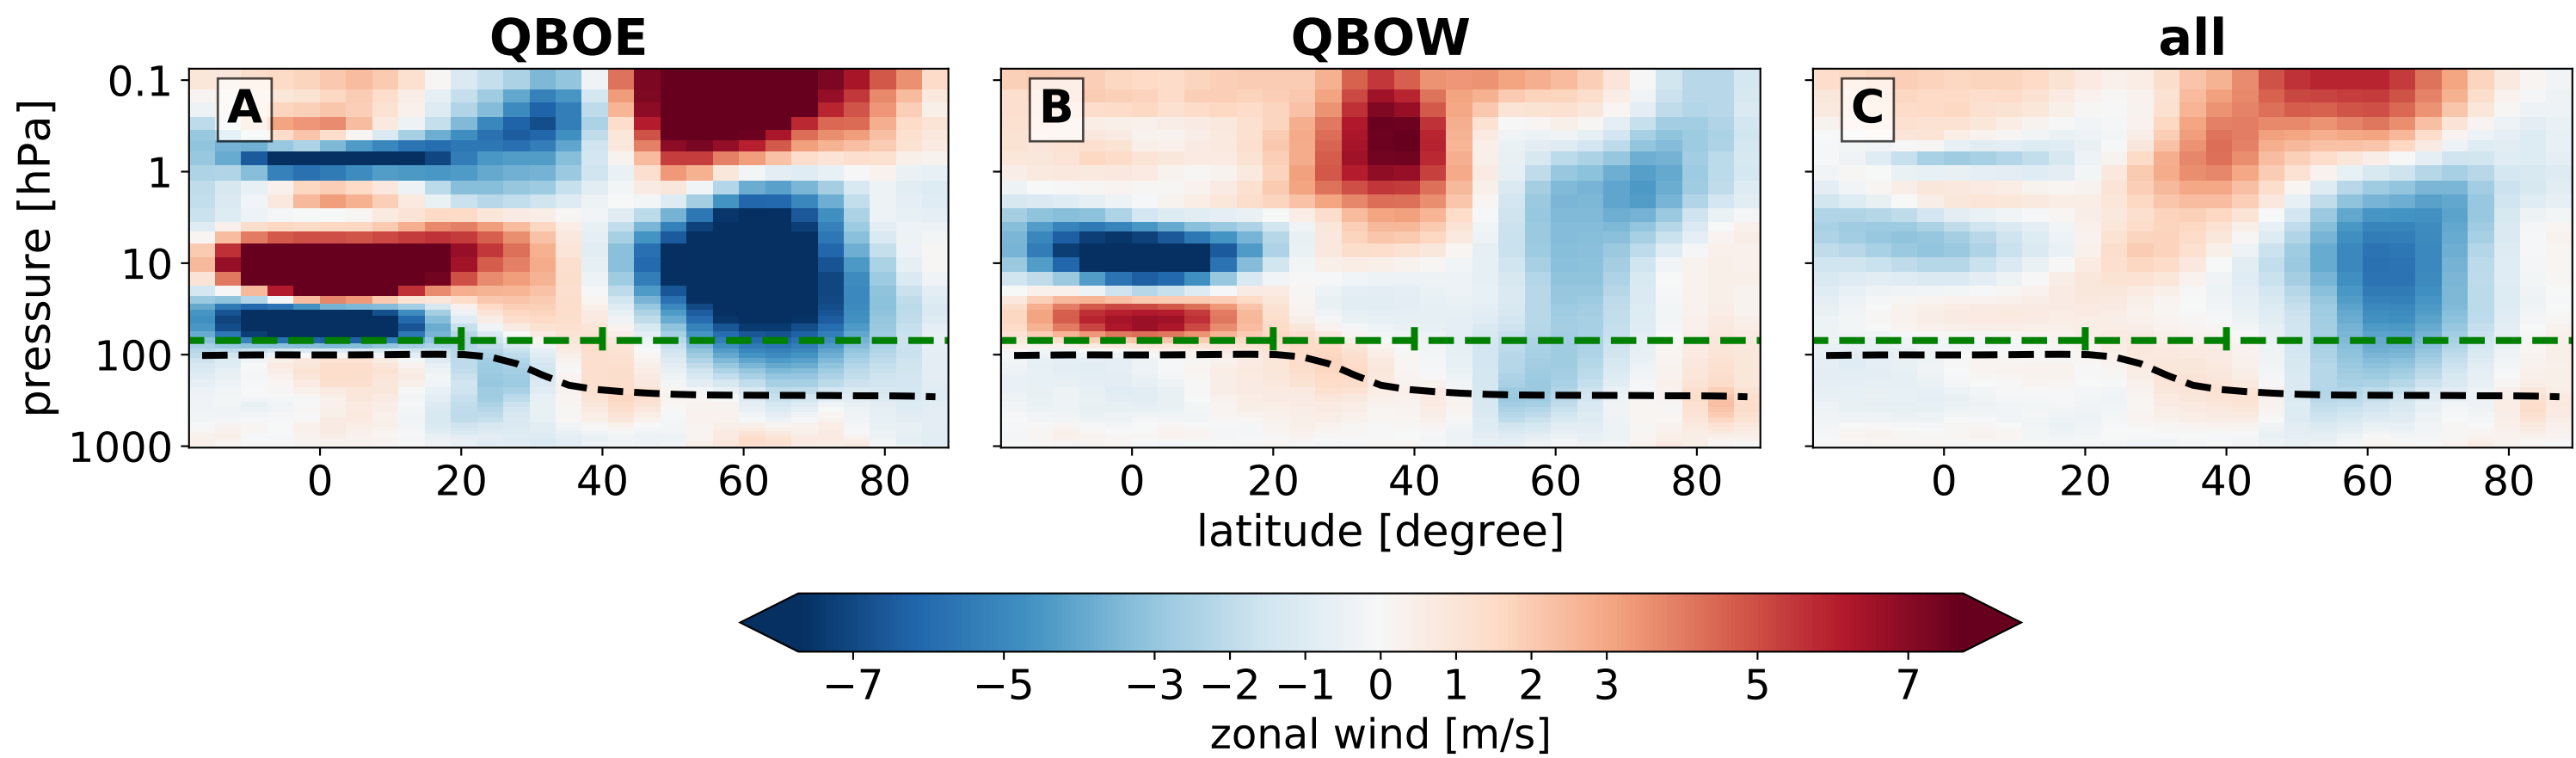 QBOE QBOW all
A B C
pressure [hPa]
0.1
1
10
100
1000
0 20 40 60 80 0 20 40 60 80 0 20 40 60 80
latitude [degree]
−7 −5 −3 −2 −1 0 1 2 3 5 7
zonal wind [m/s]